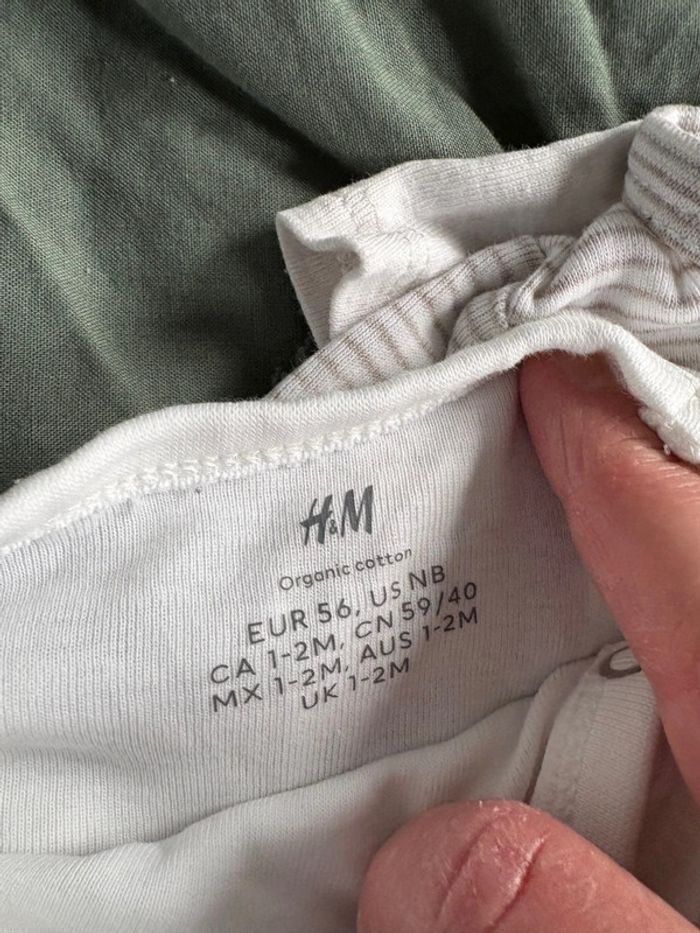 H&M
Organic cotton
EUR 56, US NB
CA 1-2M, CN 59/40
MX 1-2M, AUS 1-2M
UK 1-2M